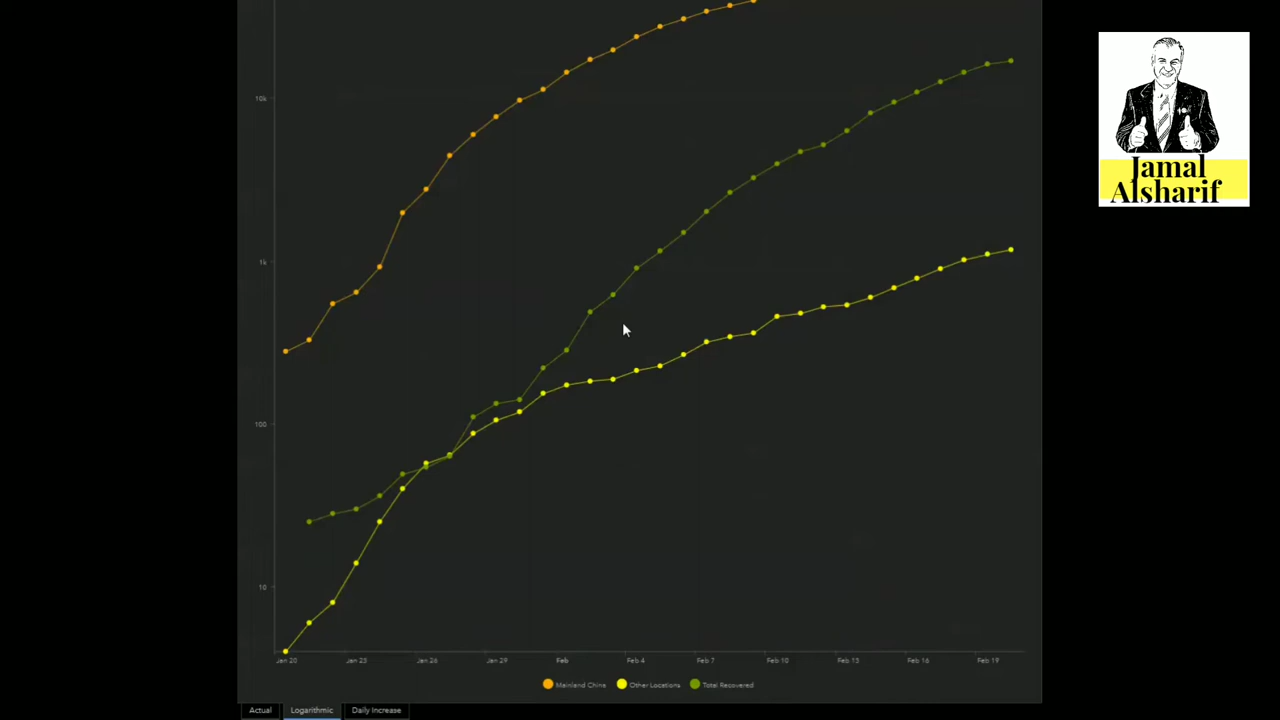 Jamal
Alsharif
10k
1k
100
10
Jan 20
Jan 23
Jan 26
Jan 29
Feb
Feb 4
Feb 7
Feb 10
Feb 13
Feb 16
Feb 19
Mainland China
Other Locations
Total Recovered
Actual
Logarithmic
Daily Increase